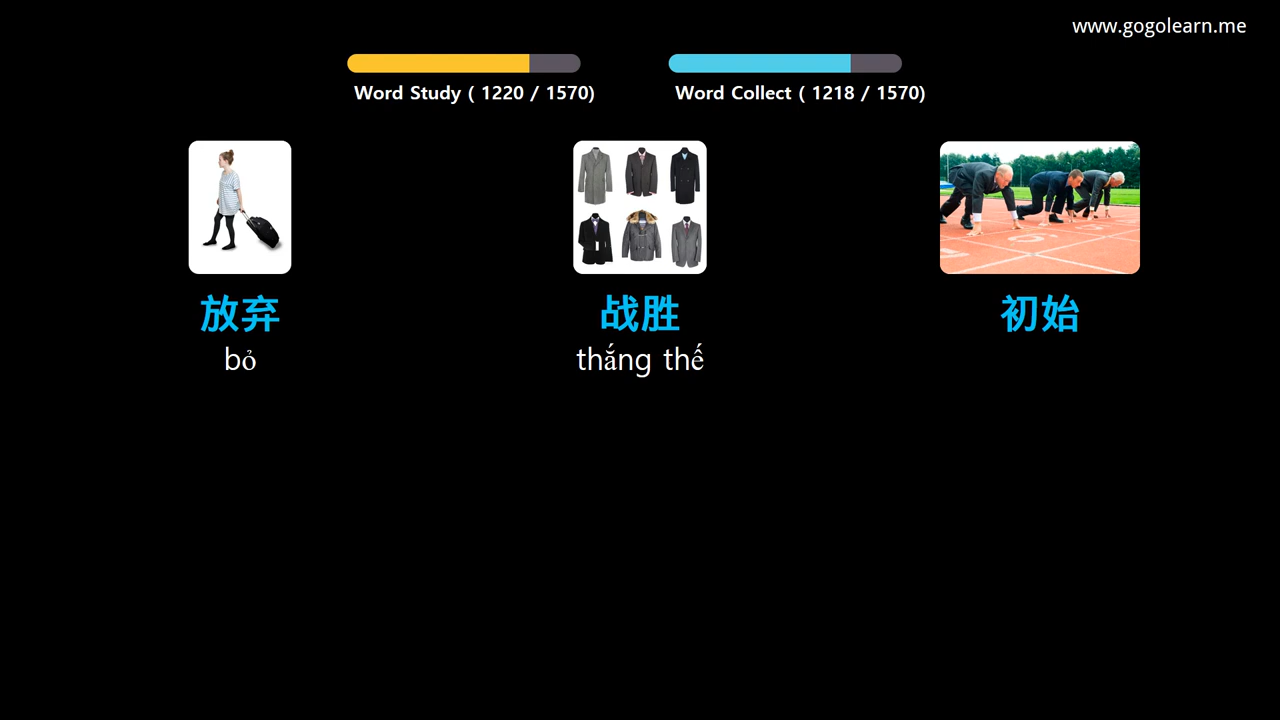 www.gogolearn.me
Word Study ( 1220 / 1570)
Word Collect ( 1218 / 1570)
放弃
战胜
初始
bỏ
thắng thế